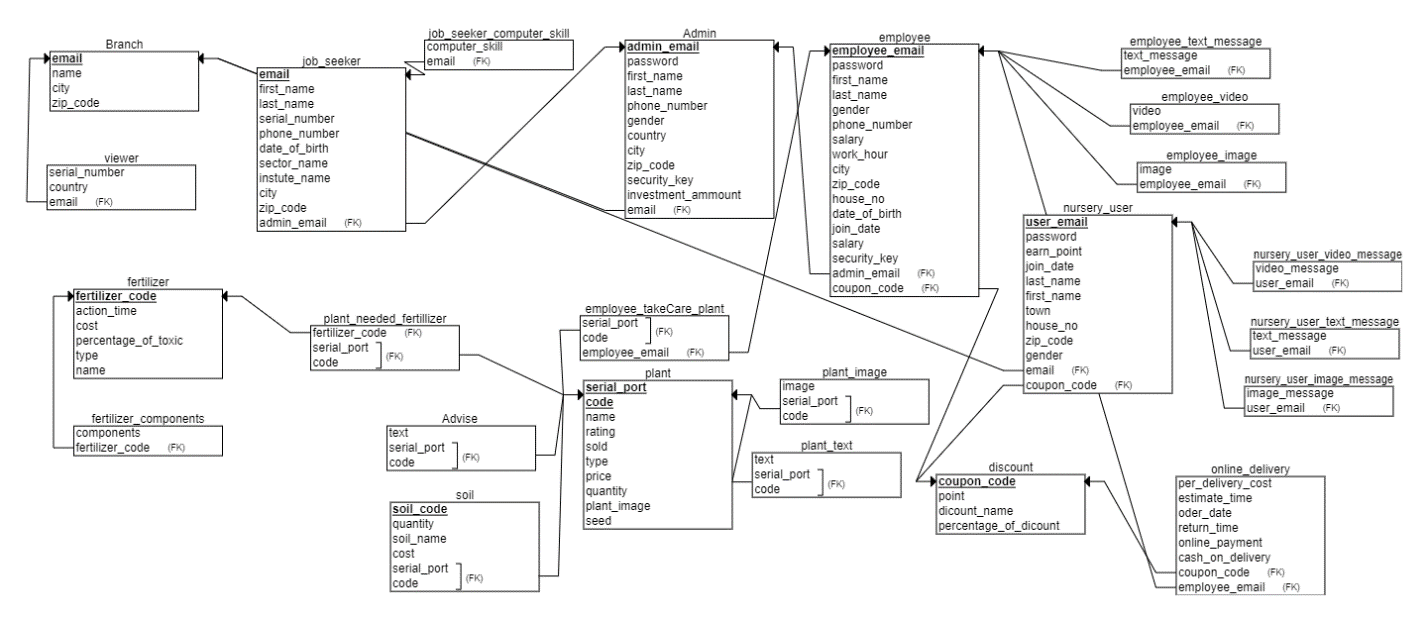 Branch
email
name
city
zip_code
viewer
serial_number
country
email (FK)
job_seeker
email
first_name
last_name
serial_number
phone_number
date_of_birth
sector_name
instute_name
city
zip_code
admin_email (FK)
job_seeker_computer_skill
computer_skill
email (FK)
Admin
admin_email
password
first_name
last_name
phone_number
gender
country
city
zip_code
security_key
investment_ammount
email (FK)
employee
employee_email
password
first_name
last_name
gender
phone_number
salary
work_hour
city
zip_code
house_no
date_of_birth
join_date
salary
security_key
admin_email (FK)
coupon_code (FK)
employee_text_message
text_message
employee_email (FK)
employee_video
video
employee_email (FK)
employee_image
image
employee_email (FK)
nursery_user
user_email
password
earn_point
join_date
last_name
first_name
town
house_no
zip_code
gender
email (FK)
coupon_code (FK)
nursery_user_video_message
video_message
user_email (FK)
nursery_user_text_message
text_message
user_email (FK)
nursery_user_image_message
image_message
user_email (FK)
fertilizer
fertilizer_code
action_time
cost
percentage_of_toxic
type
name
fertilizer_components
components
fertilizer_code (FK)
plant_needed_fertillizer
fertilizer_code (FK)
serial_port
code (FK)
employee_takeCare_plant
serial_port
code (FK)
employee_email (FK)
plant
serial_port
code
name
rating
sold
type
price
quantity
plant_image
seed
Advise
text
serial_port
code (FK)
soil
soil_code
quantity
soil_name
cost
serial_port
code (FK)
plant_image
image
serial_port
code (FK)
plant_text
text
serial_port
code (FK)
discount
coupon_code
point
dicount_name
percentage_of_dicount
online_delivery
per_delivery_cost
estimate_time
oder_date
return_time
online_payment
cash_on_delivery
coupon_code (FK)
employee_email (FK)